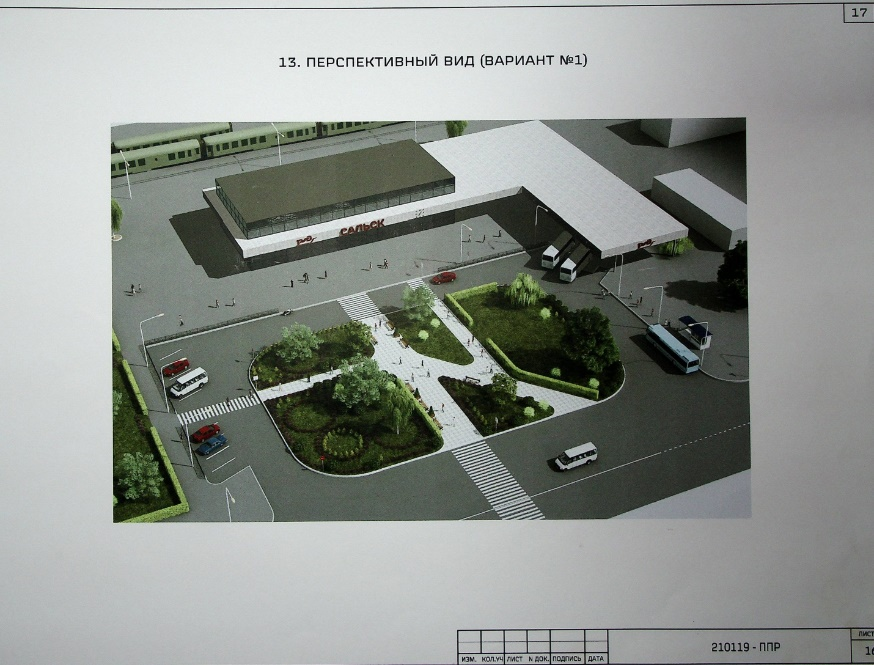 17
13. ПЕРСПЕКТИВНЫЙ ВИД (ВАРИАНТ №1)
САЛЬСК
ИЗМ. КОЛ.УЧ ЛИСТ N ДОК. ПОДПИСЬ ДАТА
210119 - ППР
ЛИСТ
16